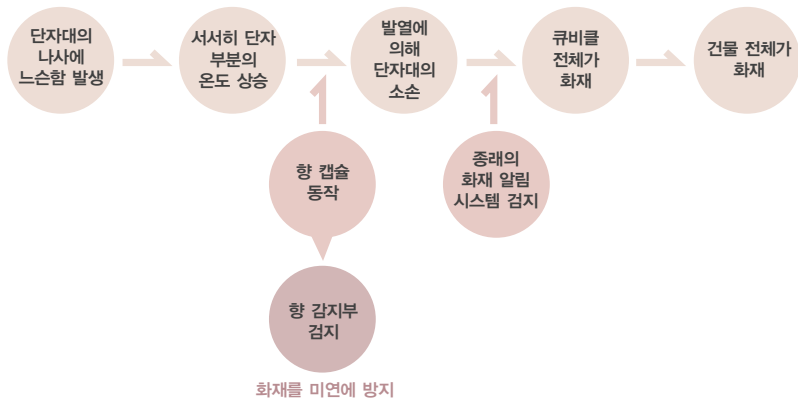 단자대의
나사에
느슨함 발생
서서히 단자
부분의
온도 상승
발열에
의해
단자대의
소손
큐비클
전체가
화재
건물 전체가
화재
향 캡슐
동작
종래의
화재 알림
시스템 검지
향 감지부
검지
화재를 미연에 방지